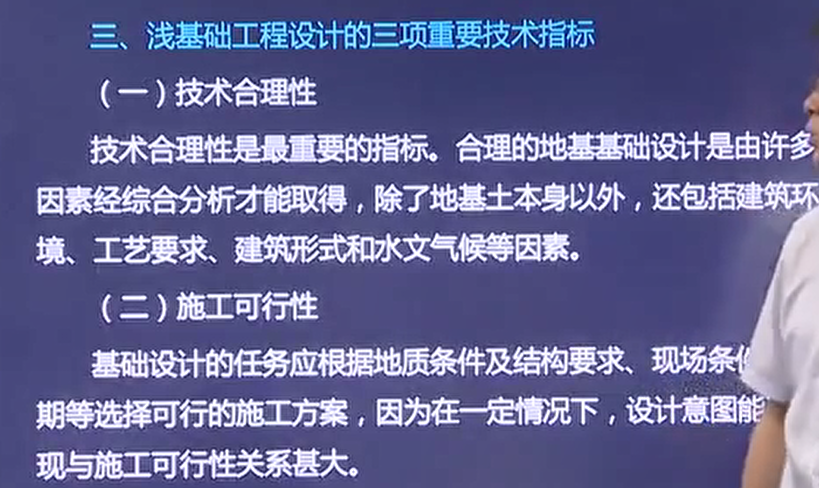 三、浅基础工程设计的三项重要技术指标
（一）技术合理性
技术合理性是最重要的指标。合理的地基基础设计是由许多
因素经综合分析才能取得，除了地基土本身以外，还包括建筑环
境、工艺要求、建筑形式和水文气候等因素。
（二）施工可行性
基础设计的任务应根据地质条件及结构要求、现场条
期等选择可行的施工方案，因为在一定情况下，设计意图能
现与施工可行性关系甚大。